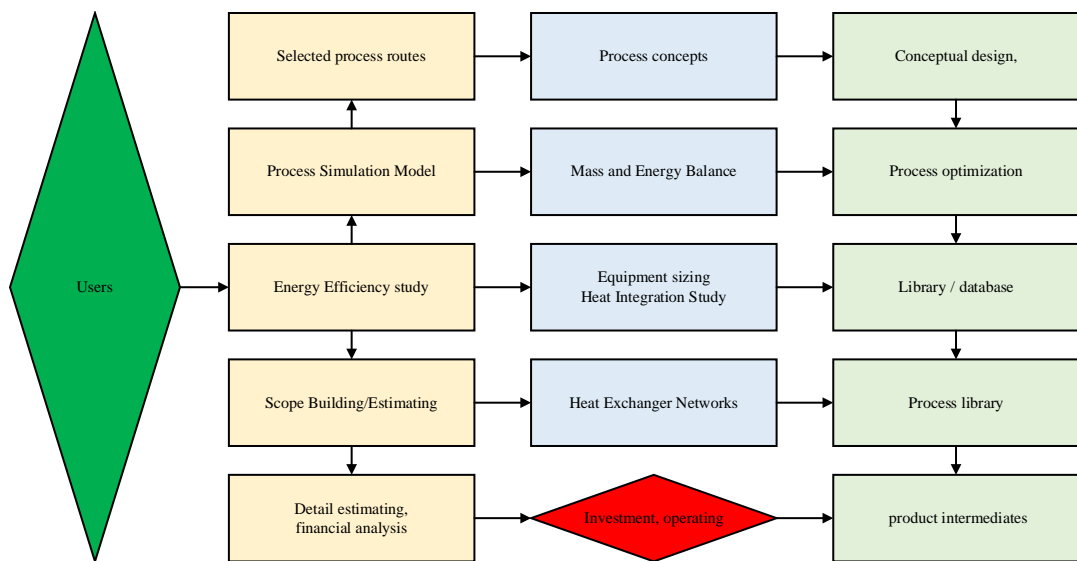 Selected process routes
Process concepts
Conceptual design,
Process Simulation Model
Mass and Energy Balance
Process optimization
Users
Energy Efficiency study
Equipment sizing
Heat Integration Study
Library / database
Scope Building/Estimating
Heat Exchanger Networks
Process library
Detail estimating,
financial analysis
Investment, operating
product intermediates